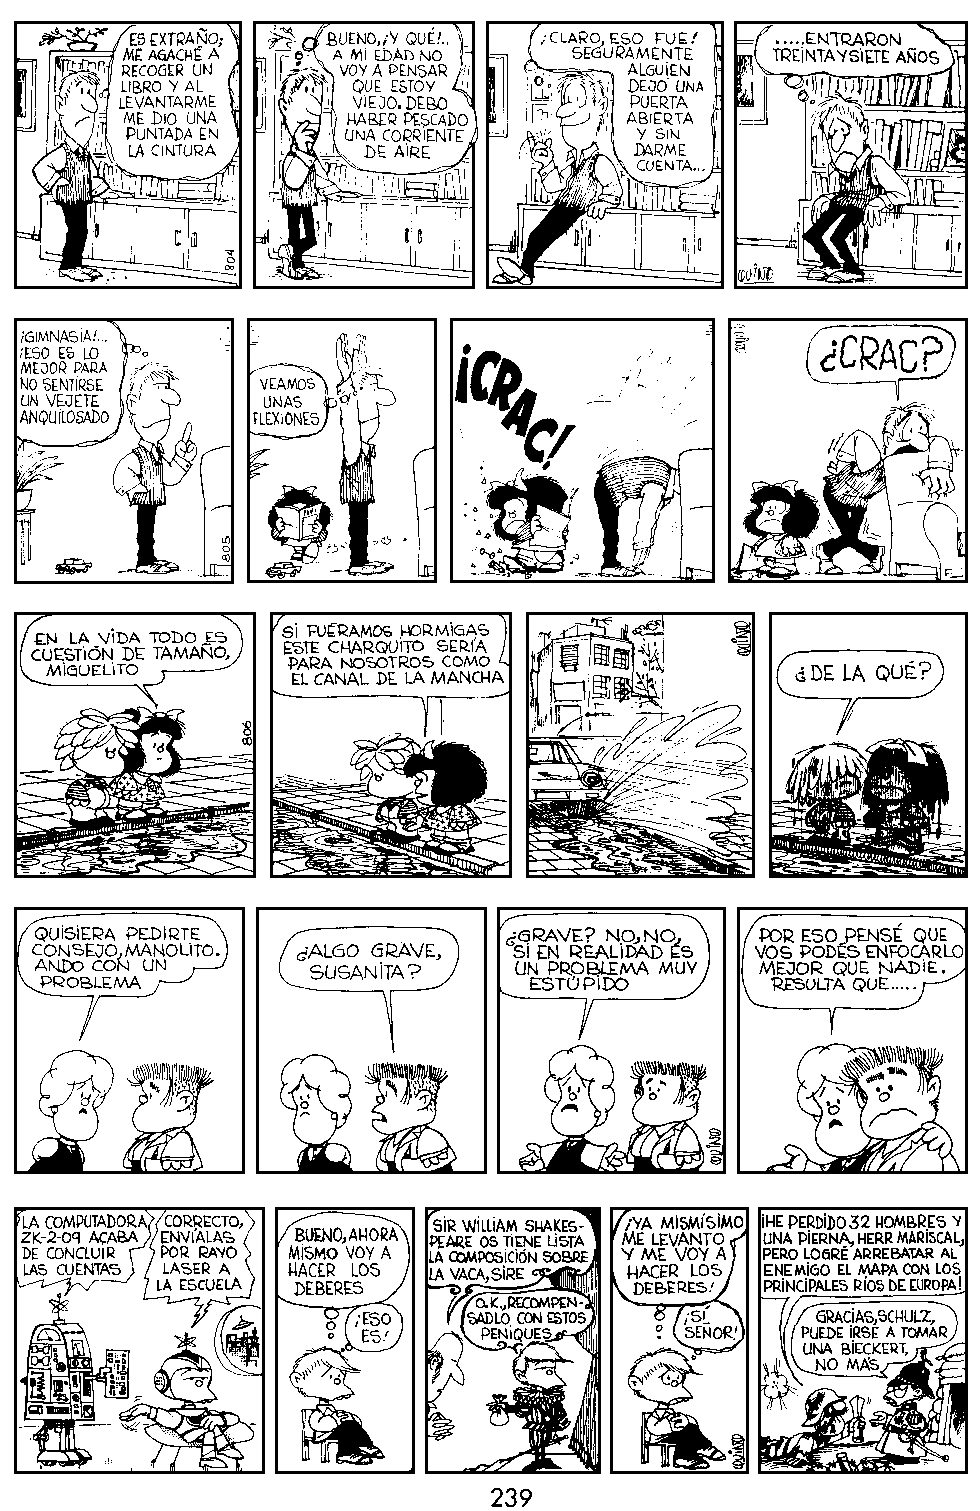 ES EXTRAÑO;
ME AGACHÉ A
RECOGER UN
LIBRO Y AL
LEVANTARME
ME DIO UNA
PUNTADA EN
LA CINTURA
804
BUENO, ¡Y QUÉ!..
A MI EDAD NO
VOY A PENSAR
QUE ESTOY
VIEJO. DEBO
HABER PESCADO
UNA CORRIENTE
DE AIRE
¡CLARO, ESO FUE!
SEGURAMENTE
ALGUIEN
DEJÓ UNA
PUERTA
ABIERTA
Y SIN
DARME
CUENTA...
.....ENTRARON
TREINTA Y SIETE AÑOS
QUINO
¡GIMNASIA!...
¡ESO ES LO
MEJOR PARA
NO SENTIRSE
UN VEJETE
ANQUILOSADO
805
VEAMOS
UNAS
FLEXIONES
¡CRAC!
¿CRAC?
EN LA VIDA TODO ES
CUESTIÓN DE TAMAÑO,
MIGUELITO
806
SI FUÉRAMOS HORMIGAS
ESTE CHARQUITO SERÍA
PARA NOSOTROS COMO
EL CANAL DE LA MANCHA
QUINO
¿DE LA QUÉ?
QUISIERA PEDIRTE
CONSEJO, MANOLITO.
ANDO CON UN
PROBLEMA
¿ALGO GRAVE,
SUSANITA?
¿GRAVE? NO, NO,
SI EN REALIDAD ES
UN PROBLEMA MUY
ESTÚPIDO
QUINO
POR ESO PENSÉ QUE
VOS PODÉS ENFOCARLO
MEJOR QUE NADIE.
RESULTA QUE.....
LA COMPUTADORA
ZK-2-09 ACABA
DE CONCLUIR
LAS CUENTAS
CORRECTO,
ENVÍALAS
POR RAYO
LASER A
LA ESCUELA
BUENO, AHORA
MISMO VOY A
HACER LOS
DEBERES
¡ESO
ES!
SIR WILLIAM SHAKES-
PEARE OS TIENE LISTA
LA COMPOSICIÓN SOBRE
LA VACA, SIRE
O.K., RECOMPEN-
SADLO CON ESTOS
PENIQUES
¡YA MISMÍSIMO
ME LEVANTO
Y ME VOY A
HACER LOS
DEBERES!
¡SÍ,
SEÑOR!
QUINO
¡HE PERDIDO 32 HOMBRES Y
UNA PIERNA, HERR MARISCAL,
PERO LOGRÉ ARREBATAR AL
ENEMIGO EL MAPA CON LOS
PRINCIPALES RÍOS DE EUROPA!
GRACIAS, SCHULZ,
PUEDE IRSE A TOMAR
UNA BIECKERT,
NO MÁS
239